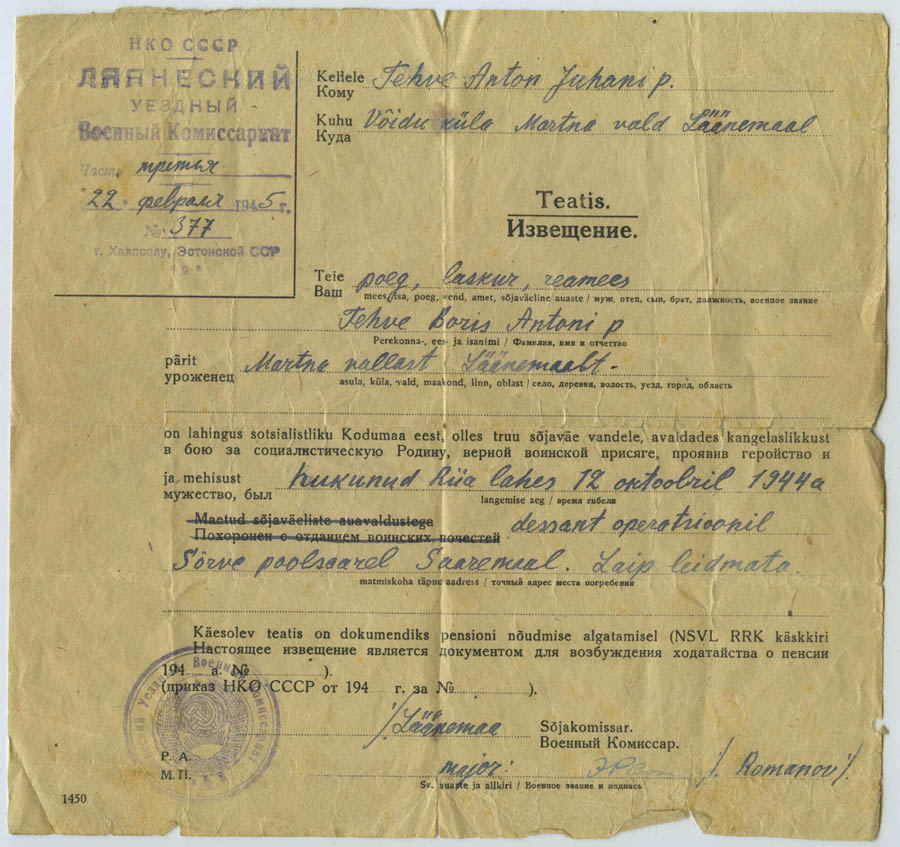 НКО СССР
ЛЯЯНЕСКИЙ
УЕЗДНЫЙ
Военный Комиссариат
Часть третья
"22" февраля 1945 г.
№ 377
г. Хаапсалу, Эстонской ССР
"2"
Kellele Tehve Anton Juhani p.
Кому
Kuhu Võidu küla Martna vald Läänemaal
Куда
Teatis.
Извещение.
Teie poeg, laskur, reamees
Ваш
mees, isa, poeg, vend, amet, sõjaväeline auaste / муж, отец, сын, брат, должность, военное звание
Tehve Boris Antoni p
Perekonna-, ees- ja isanimi / Фамилия, имя и отчетство
pärit Martna vallast Läänemaalt.-
уроженец
asula, küla, vald, maakond, linn, oblast / село, деревня, волость, уезд, город, область
on lahingus sotsialistliku Kodumaa eest, olles truu sõjaväe vandele, avaldades kangelaslikkust
в бою за социалистическую Родину, верной воинской присяге, проявив геройство и
ja mehisust hukunud Riia lahes 12 oktoobril 1944 a
мужество, был
langemise aeg / время гибели
Maetud sõjaväeliste auavaldustega dessant operatsioonil
Похоронен с отданием воинских почестей
Sõrve poolsaarel Saaremaal. Laip leidmata.
matmiskoha täpne aadress / точный адрес места погребения
Käesolev teatis on dokumendiks pensioni nõudmise algatamisel (NSVL RRK käskkiri
Настоящее извещение является документом для возбуждения ходатайства о пенсии
194 a. № ).
(приказ НКО СССР от 194 г. за № ).
/Läänemaa Sõjakomissar.
Военный Комиссар.
P. A.
М. П.
major: /. Romanov/.
Sv. auaste ja allkiri / Военное звание и подпись
1450